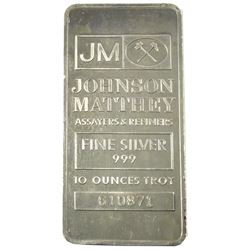 JM
JOHNSON
MATTHEY
ASSAYERS & REFINERS
FINE SILVER
999
10 OUNCES TROY
610871